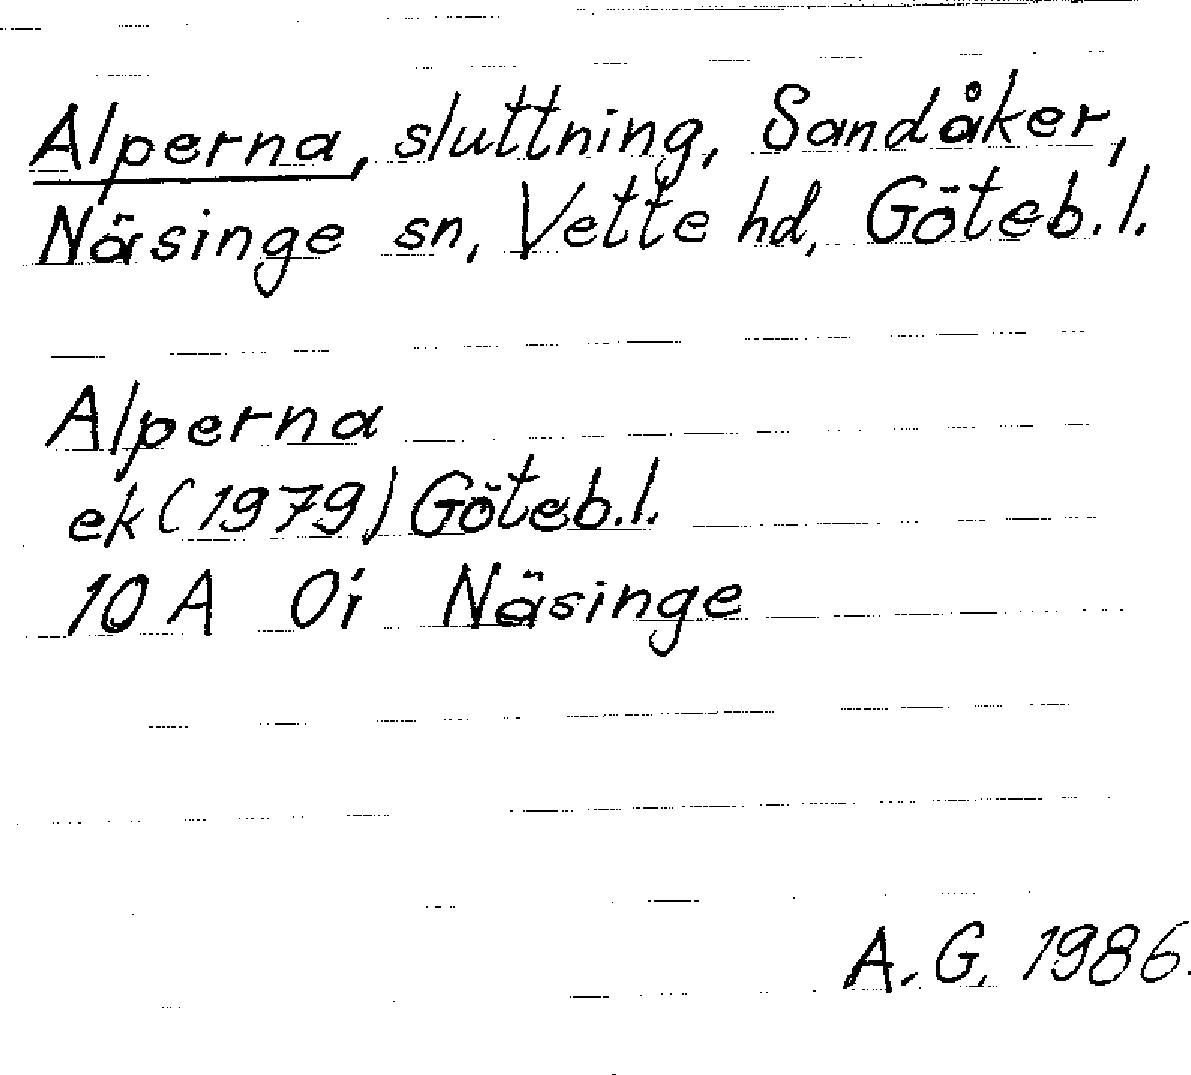 Alperna, sluttning, Sandåker,
Näsinge sn, Vette hd, Göteb. l.
Alperna
ek (1979) Göteb. l.
10 A 0i Näsinge
A. G. 1986.